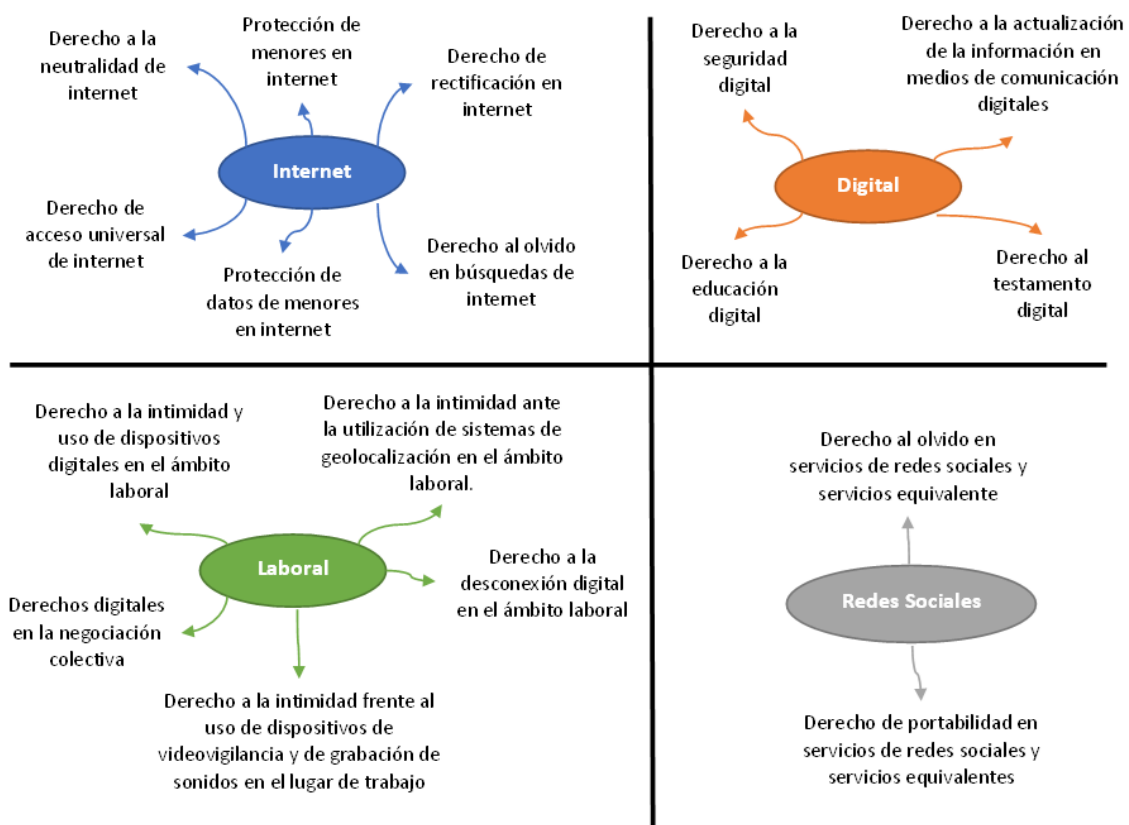 Derecho a la
neutralidad de
internet
Protección de
menores en
internet
Derecho de
rectificación en
internet
Internet
Derecho de
acceso universal
de internet
Protección de
datos de menores
en internet
Derecho al olvido
en búsquedas de
internet
Derecho a la
seguridad
digital
Derecho a la actualización
de la información en
medios de comunicación
digitales
Digital
Derecho a la
educación
digital
Derecho al
testamento
digital
Derecho a la intimidad y
uso de dispositivos
digitales en el ámbito
laboral
Derecho a la intimidad ante
la utilización de sistemas de
geolocalización en el ámbito
laboral.
Laboral
Derecho a la
desconexión digital
en el ámbito laboral
Derechos digitales
en la negociación
colectiva
Derecho a la intimidad frente al
uso de dispositivos de
videovigilancia y de grabación de
sonidos en el lugar de trabajo
Derecho al olvido en
servicios de redes sociales y
servicios equivalente
Redes Sociales
Derecho de portabilidad en
servicios de redes sociales y
servicios equivalentes